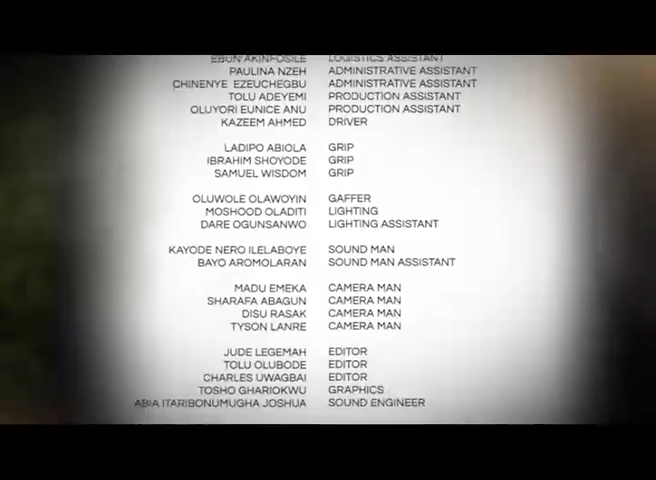 EBUN AKINFOSILE LOGISTICS ASSISTANT
PAULINA NZEH ADMINISTRATIVE ASSISTANT
CHINENYE EZEUCHEGBU ADMINISTRATIVE ASSISTANT
TOLU ADEYEMI PRODUCTION ASSISTANT
OLUYORI EUNICE ANU PRODUCTION ASSISTANT
KAZEEM AHMED DRIVER
LADIPO ABIOLA GRIP
IBRAHIM SHOYODE GRIP
SAMUEL WISDOM GRIP
OLUWOLE OLAWOYIN GAFFER
MOSHOOD OLADITI LIGHTING
DARE OGUNSANWO LIGHTING ASSISTANT
KAYODE NERO ILELABOYE SOUND MAN
BAYO AROMOLARAN SOUND MAN ASSISTANT
MADU EMEKA CAMERA MAN
SHARAFA ABAGUN CAMERA MAN
DISU RASAK CAMERA MAN
TYSON LANRE CAMERA MAN
JUDE LEGEMAH EDITOR
TOLU OLUBODE EDITOR
CHARLES UWAGBAI EDITOR
TOSHO GHARIOKWU GRAPHICS
ABIA ITARIBONUMUGHA JOSHUA SOUND ENGINEER